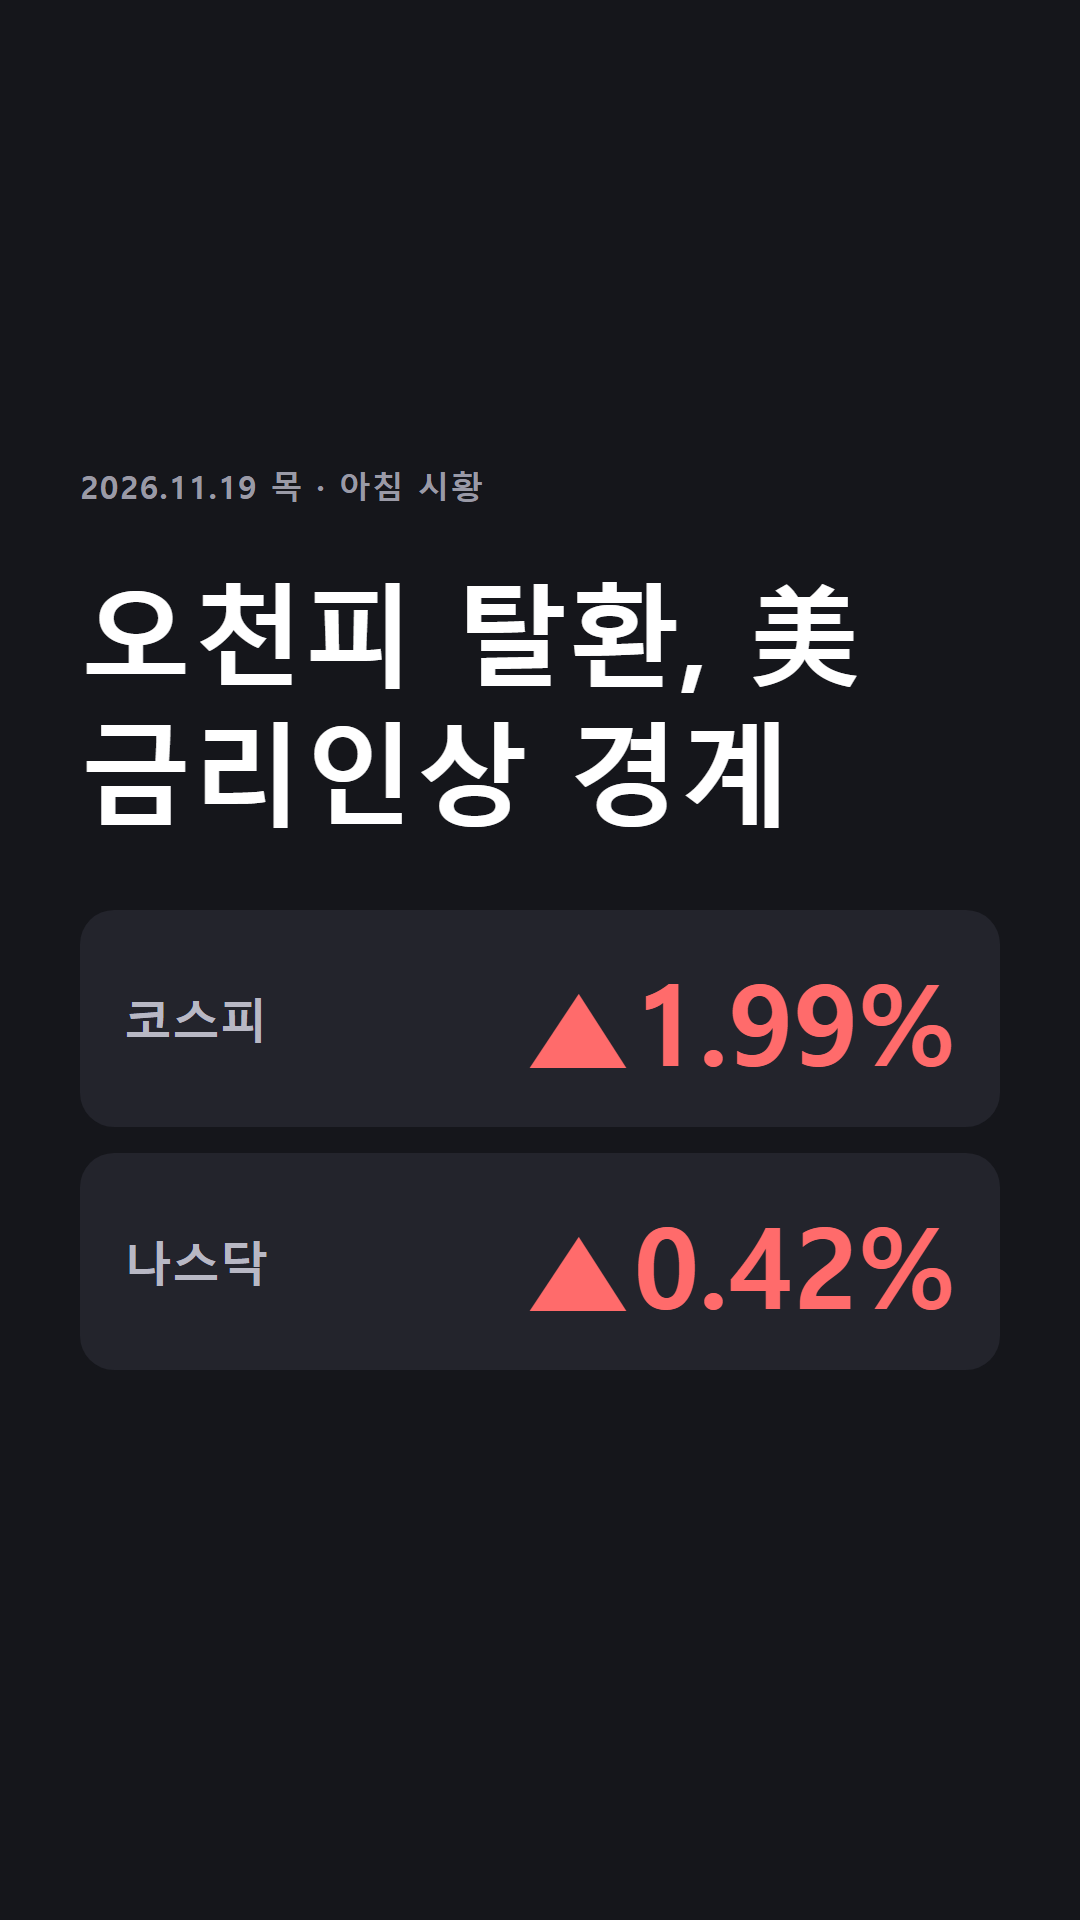 2026.11.19 목 · 아침 시황
오천피 탈환, 美
금리인상 경계
코스피 ▲1.99%
나스닥 ▲0.42%